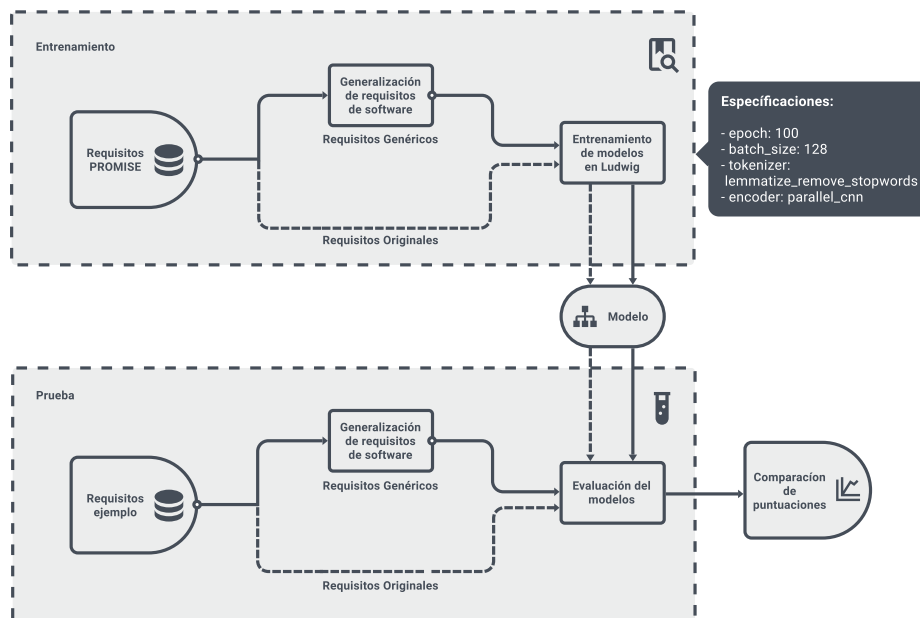 Entrenamiento
Generalización
de requisitos
de software
Requisitos Genéricos
Requisitos
PROMISE
Entrenamiento
de modelos
en Ludwig
Requisitos Originales
Específicaciones:
- epoch: 100
- batch_size: 128
- tokenizer:
lemmatize_remove_stopwords
- encoder: parallel_cnn
Modelo
Prueba
Generalización
de requisitos
de software
Requisitos Genéricos
Requisitos
ejemplo
Evaluación del
modelos
Requisitos Originales
Comparacíon
de
puntuaciones